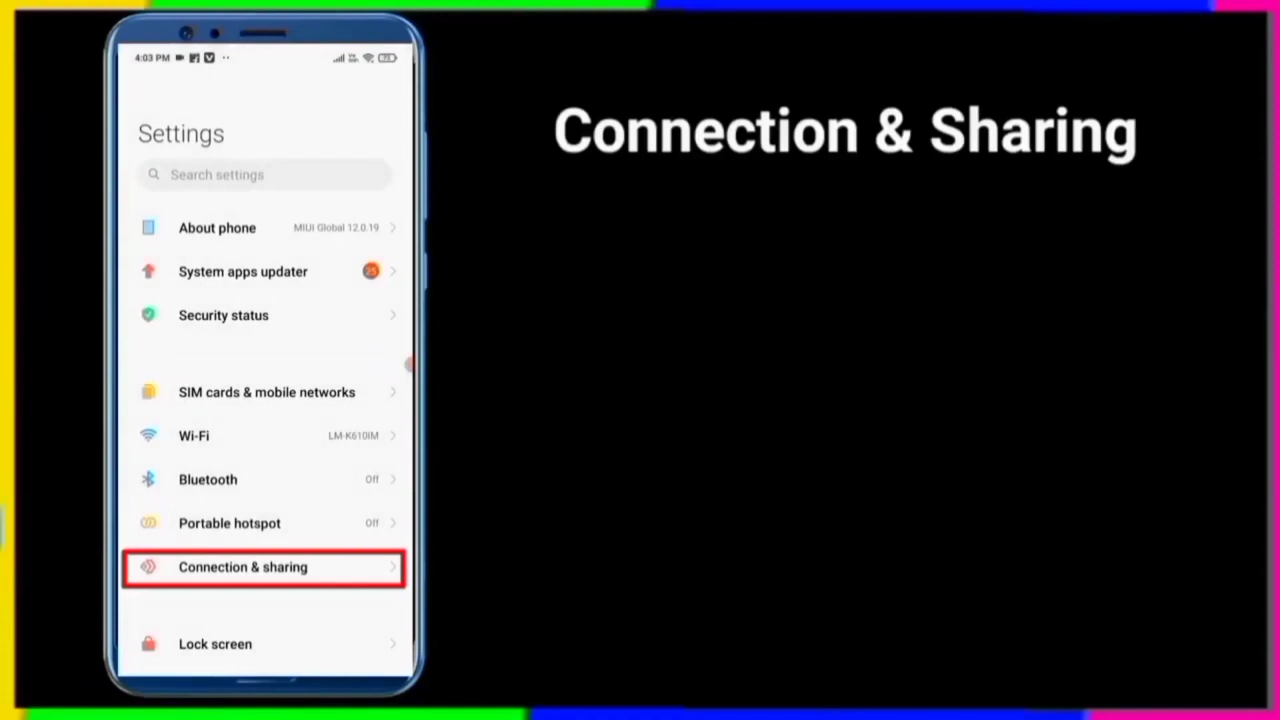 4:03 PM
Connection & Sharing
Settings
Search settings
About phone MIUI Global 12.0.19
System apps updater 25
Security status
SIM cards & mobile networks
Wi-Fi LM-K610IM
Bluetooth Off
Portable hotspot Off
Connection & sharing
Lock screen